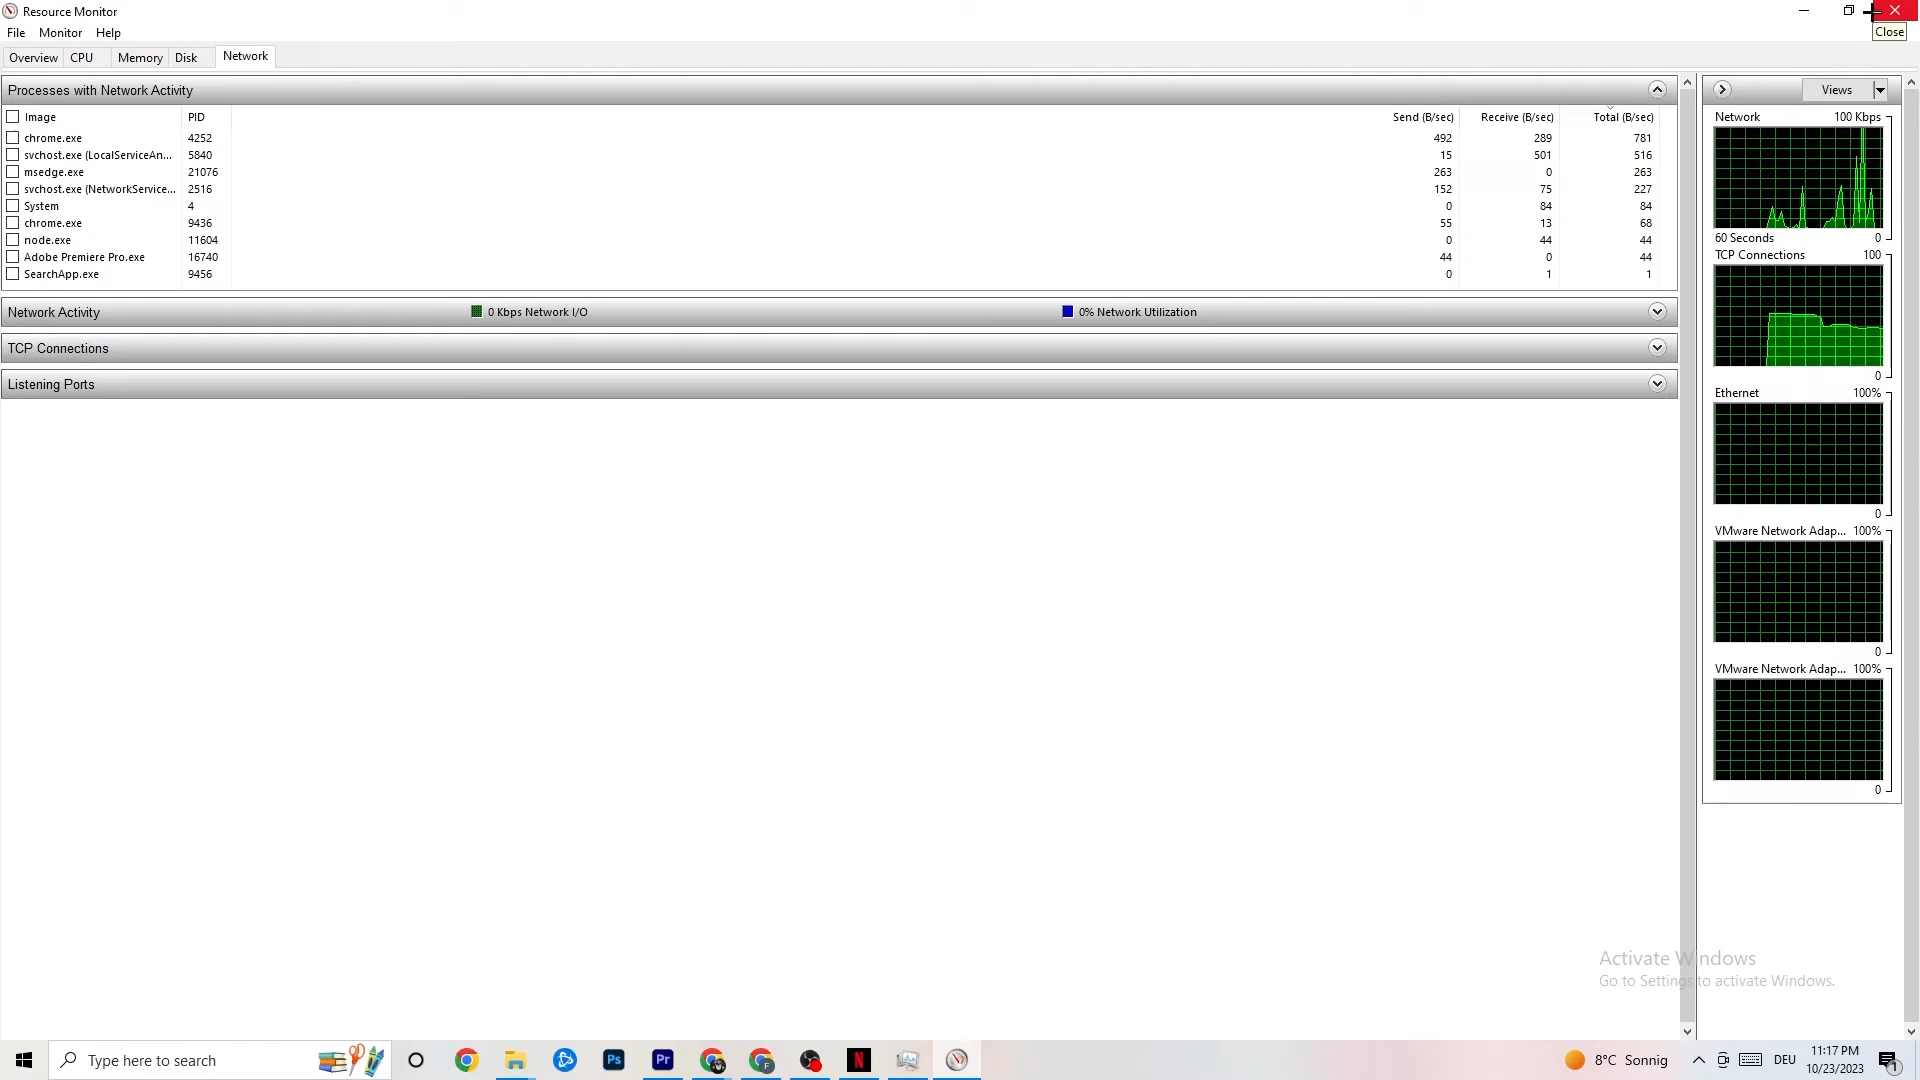 Resource Monitor
Close
File Monitor Help
Overview CPU Memory Disk Network
Processes with Network Activity
Image PID Send (B/sec) Receive (B/sec) Total (B/sec)
chrome.exe 4252 492 289 781
svchost.exe (LocalServiceAn... 5840 15 501 516
msedge.exe 21076 263 0 263
svchost.exe (NetworkService... 2516 152 75 227
System 4 0 84 84
chrome.exe 9436 55 13 68
node.exe 11604 0 44 44
Adobe Premiere Pro.exe 16740 44 0 44
SearchApp.exe 9456 0 1 1
Network Activity 0 Kbps Network I/O 0% Network Utilization
TCP Connections
Listening Ports
Views
Network 100 Kbps
60 Seconds 0
TCP Connections 100
0
Ethernet 100%
0
VMware Network Adap... 100%
0
VMware Network Adap... 100%
0
Activate Windows
Go to Settings to activate Windows.
Type here to search
Ps
Pr
F
N
8°C Sonnig
DEU
11:17 PM
10/23/2023
1